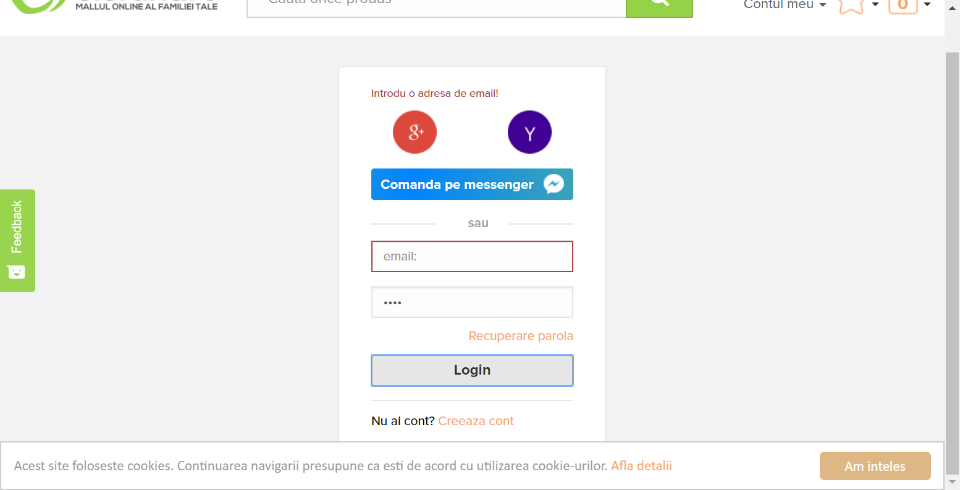 MALLUL ONLINE AL FAMILIEI TALE
Cauta orice produs
Contul meu
0
Introdu o adresa de email!
g+
Y
Comanda pe messenger
sau
email:
••••
Recuperare parola
Login
Nu ai cont? Creeaza cont
Feedback
Acest site foloseste cookies. Continuarea navigarii presupune ca esti de acord cu utilizarea cookie-urilor. Afla detalii
Am inteles